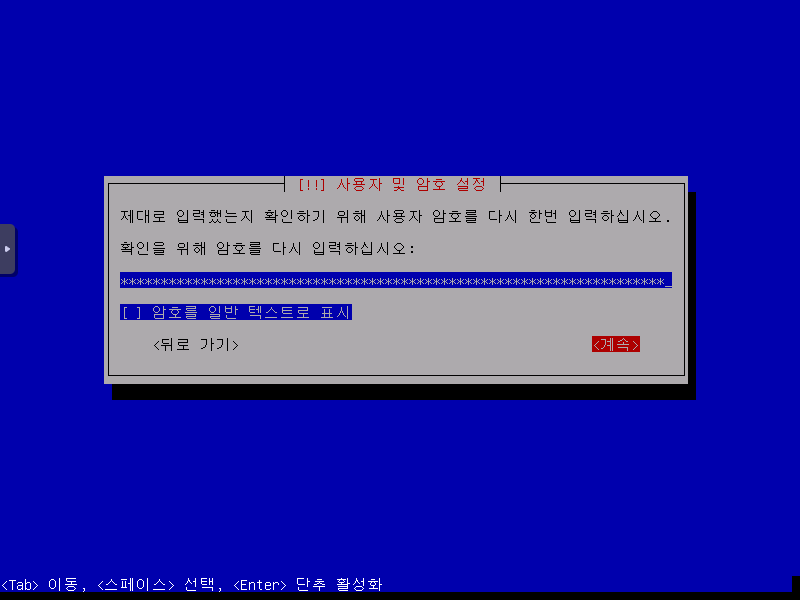 [!!] 사용자 및 암호 설정
제대로 입력했는지 확인하기 위해 사용자 암호를 다시 한번 입력하십시오.
확인을 위해 암호를 다시 입력하십시오:
********************************************************************_
[ ] 암호를 일반 텍스트로 표시
<뒤로 가기> <계속>
<Tab> 이동, <스페이스> 선택, <Enter> 단추 활성화